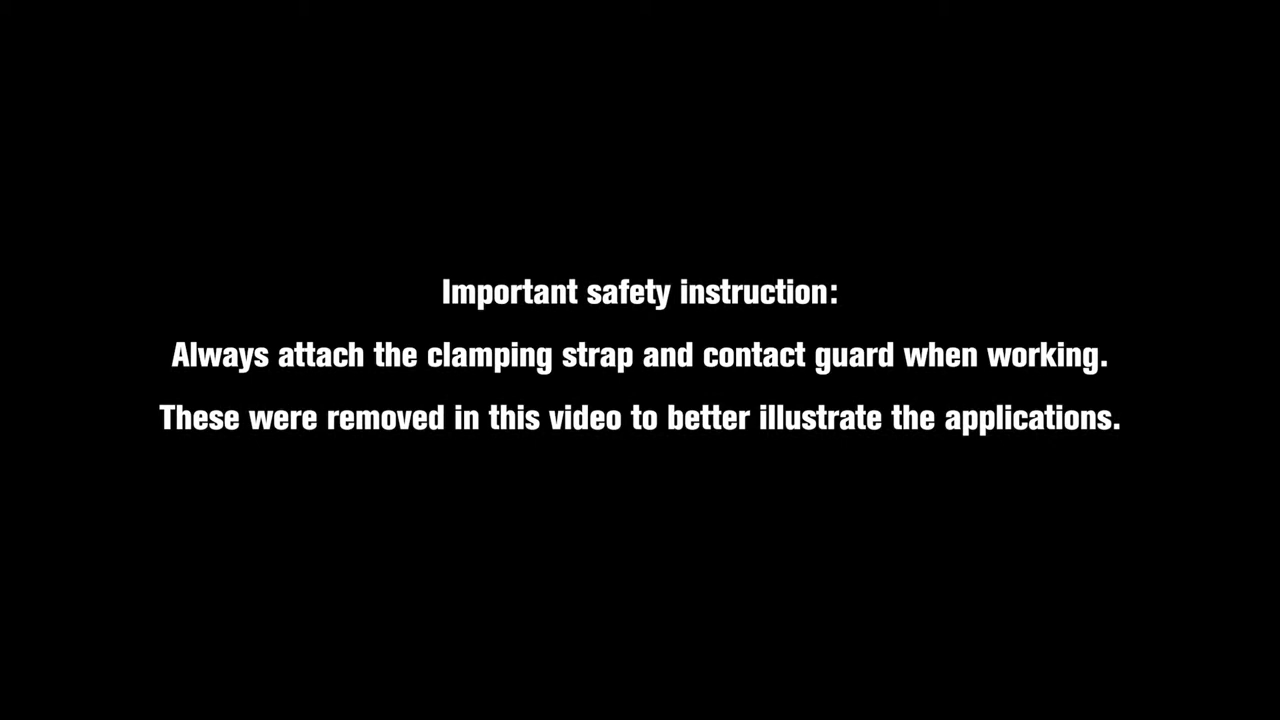 Important safety instruction:
Always attach the clamping strap and contact guard when working.
These were removed in this video to better illustrate the applications.